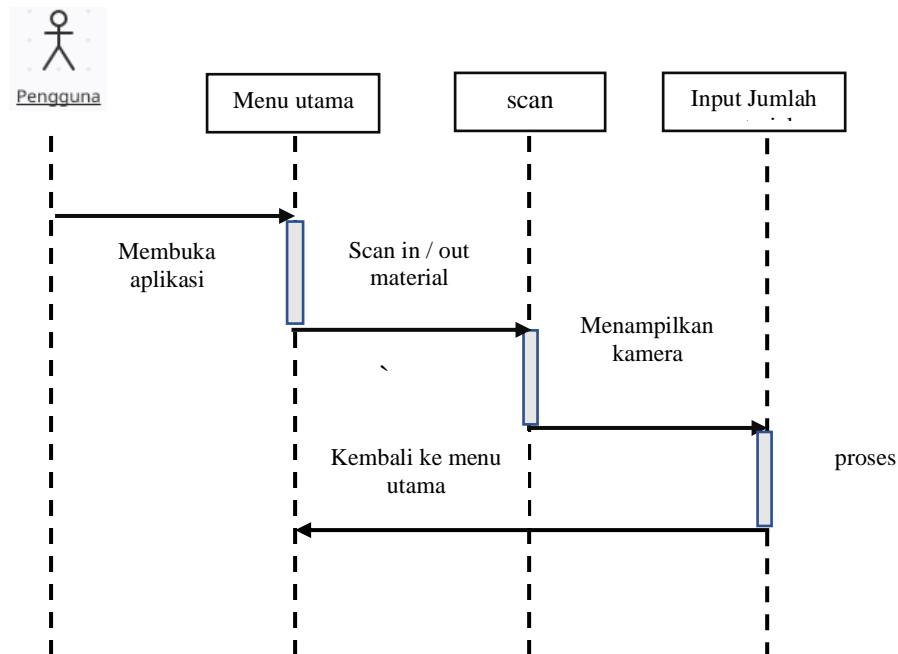 Pengguna
Menu utama
scan
Input Jumlah
Membuka
aplikasi
Scan in / out
material
Menampilkan
kamera
`
Kembali ke menu
utama
proses